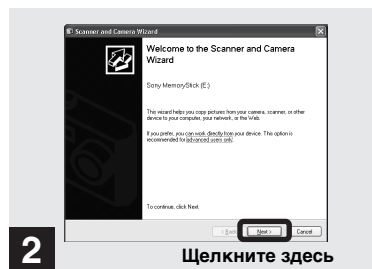 Scanner and Camera Wizard
Welcome to the Scanner and Camera
Wizard
Sony MemoryStick (E:)
This wizard helps you copy pictures from your camera, scanner, or other
device to your computer, your network, or the Web.
If you prefer, you can work directly from your device. This option is
recommended for advanced users only.
To continue, click Next.
< Back Next > Cancel
2
Щелкните здесь